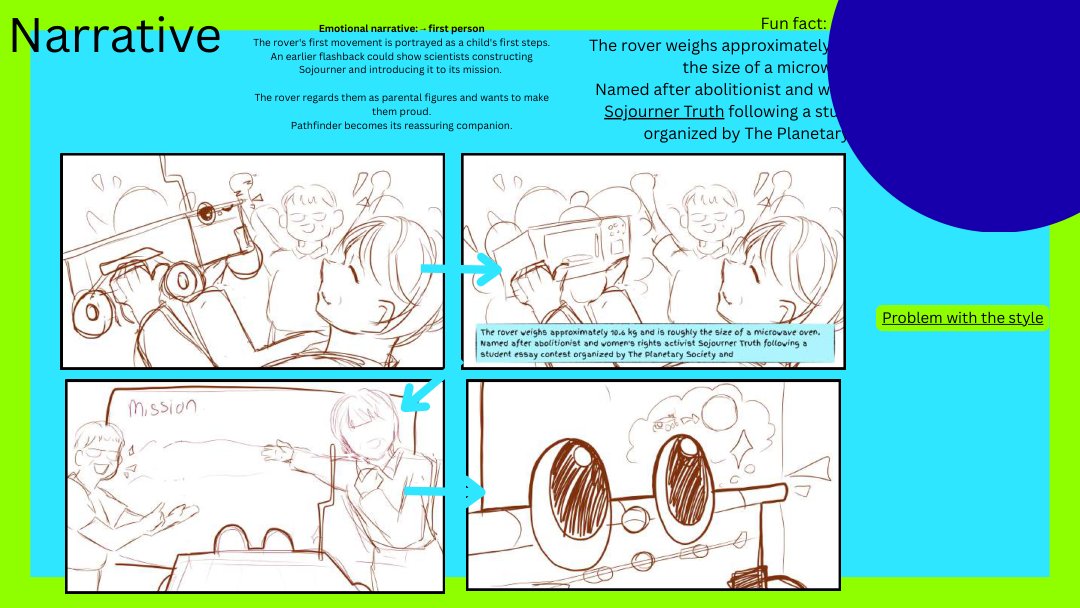 Narrative
Emotional narrative:→first person
The rover's first movement is portrayed as a child's first steps.
An earlier flashback could show scientists constructing
Sojourner and introducing it to its mission.
The rover regards them as parental figures and wants to make
them proud.
Pathfinder becomes its reassuring companion.
Fun fact:
The rover weighs approximately
the size of a
Named after abolitionist and
Sojourner Truth following a
organized by The Planetary
The rover weighs approximately 10.6 kg and is roughly the size of a microwave oven.
Named after abolitionist and women's rights activist Sojourner Truth following a
student essay contest organized by The Planetary Society and
Problem with the style
Mission